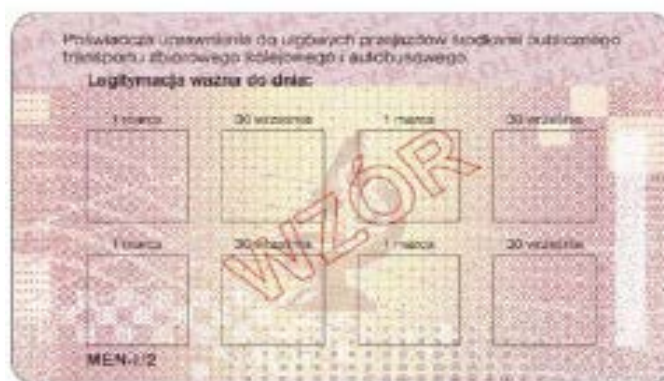 Poświadcza uprawnienia do ulgowych przejazdów środkami publicznego
transportu zbiorowego kolejowego i autobusowego.
Legitymacja ważna do dnia:
1 marca 30 września 1 marca 30 września
1 marca 30 września 1 marca 30 września
WZÓR
MEN-I/2